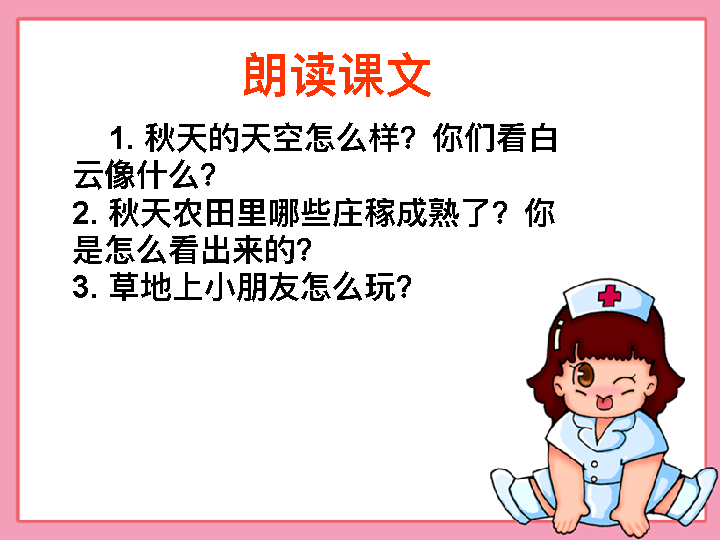 朗读课文
1. 秋天的天空怎么样？你们看白
云像什么？
2. 秋天农田里哪些庄稼成熟了？你
是怎么看出来的？
3. 草地上小朋友怎么玩？